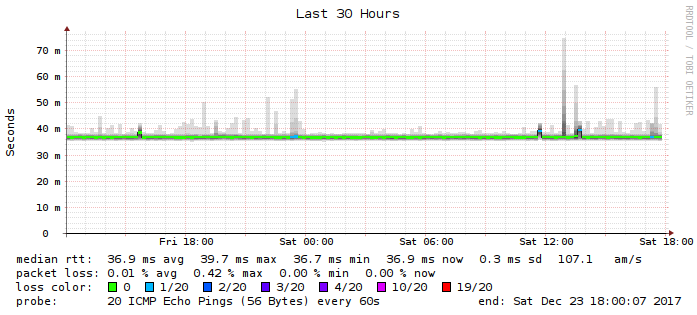 Last 30 Hours
RRDTOOL / TOBI OETIKER
Seconds
70 m
60 m
50 m
40 m
30 m
20 m
10 m
0
Fri 18:00 Sat 00:00 Sat 06:00 Sat 12:00 Sat 18:00
median rtt: 36.9 ms avg 39.7 ms max 36.7 ms min 36.9 ms now 0.3 ms sd 107.1 am/s
packet loss: 0.01 % avg 0.42 % max 0.00 % min 0.00 % now
loss color: 0 1/20 2/20 3/20 4/20 10/20 19/20
probe: 20 ICMP Echo Pings (56 Bytes) every 60s end: Sat Dec 23 18:00:07 2017